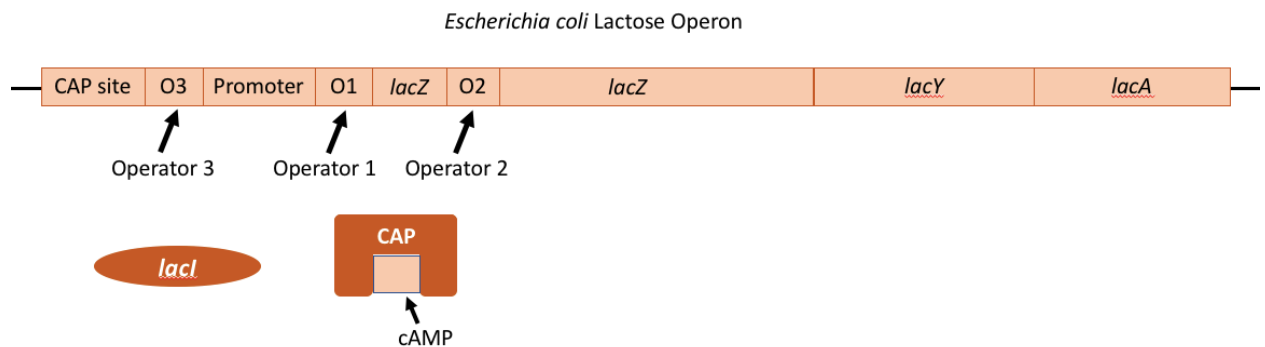 Escherichia coli Lactose Operon
CAP site O3 Promoter O1 lacZ O2 lacZ lacY lacA
Operator 3 Operator 1 Operator 2
CAP
lacI
cAMP